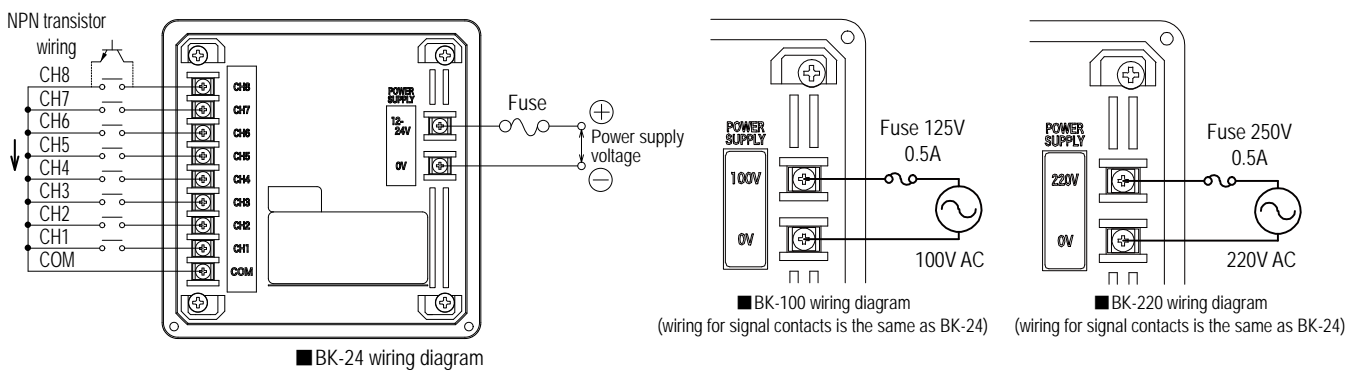 NPN transistor
wiring
CH8
CH7
CH6
CH5
CH4
CH3
CH2
CH1
COM
CH8
CH7
CH6
CH5
CH4
CH3
CH2
CH1
COM
POWER
SUPPLY
12-
24V
0V
Fuse
Power supply
voltage
■BK-24 wiring diagram
POWER
SUPPLY
100V
0V
Fuse 125V
0.5A
100V AC
■BK-100 wiring diagram
(wiring for signal contacts is the same as BK-24)
POWER
SUPPLY
220V
0V
Fuse 250V
0.5A
220V AC
■BK-220 wiring diagram
(wiring for signal contacts is the same as BK-24)